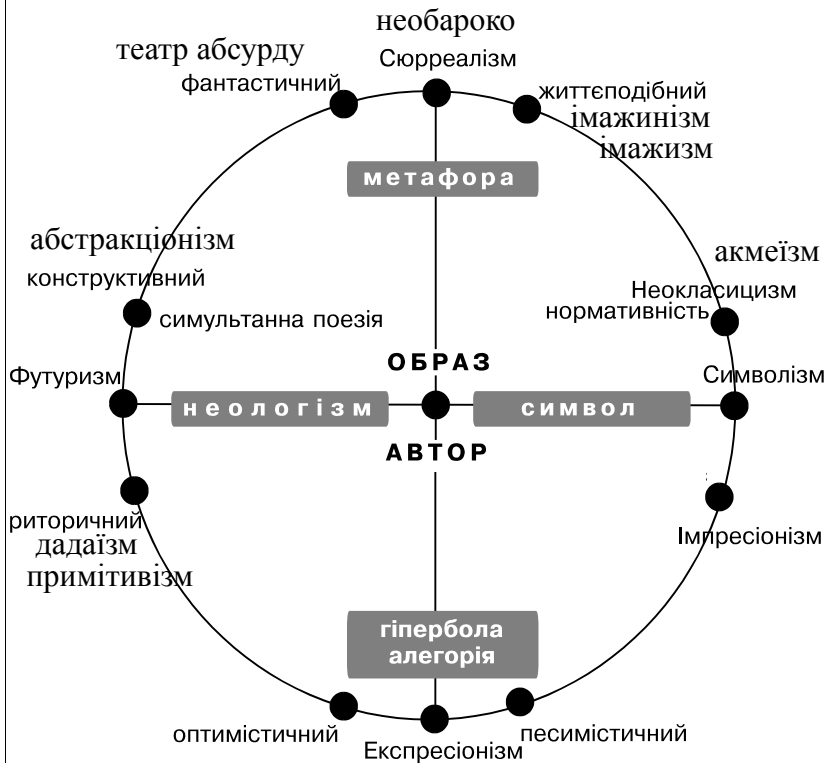 необароко
театр абсурду
Сюрреалізм
фантастичний
життєподібний
імажинізм
імажизм
метафора
абстракціонізм
акмеїзм
конструктивний
Неокласицизм
нормативність
симультанна поезія
ОБРАЗ
Футуризм
Символізм
неологізм
символ
АВТОР
риторичний
Імпресіонізм
дадаїзм
примітивізм
гіпербола
алегорія
оптимістичний
песимістичний
Експресіонізм